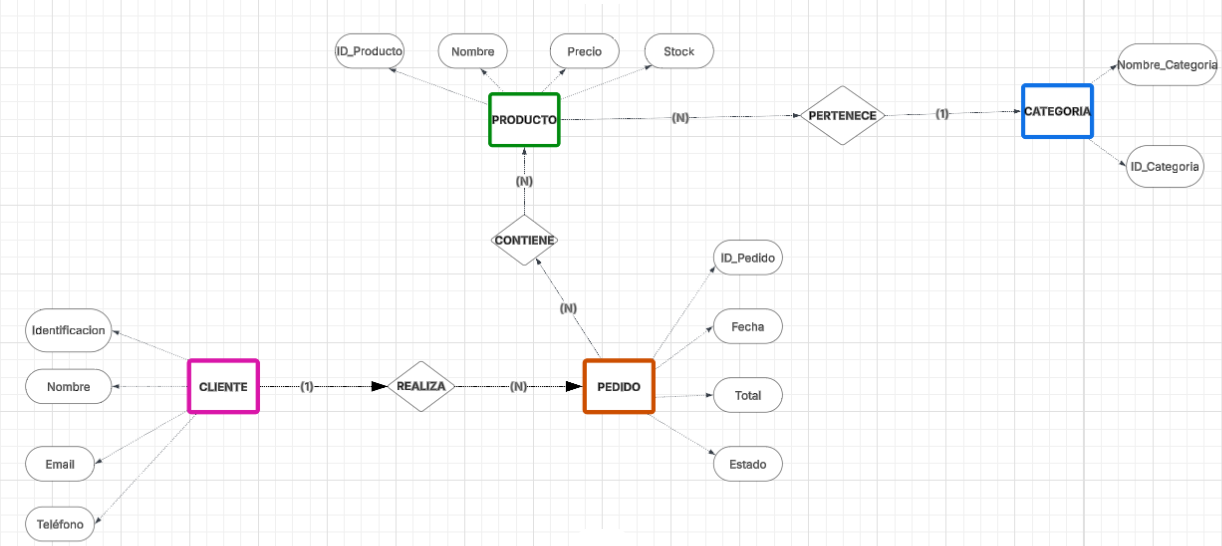 ID_Producto
Nombre
Precio
Stock
Nombre_Categoria
PRODUCTO
(N)
PERTENECE
(1)
CATEGORIA
ID_Categoria
(N)
CONTIENE
ID_Pedido
(N)
Fecha
Identificacion
Nombre
CLIENTE
(1)
REALIZA
(N)
PEDIDO
Total
Email
Estado
Teléfono